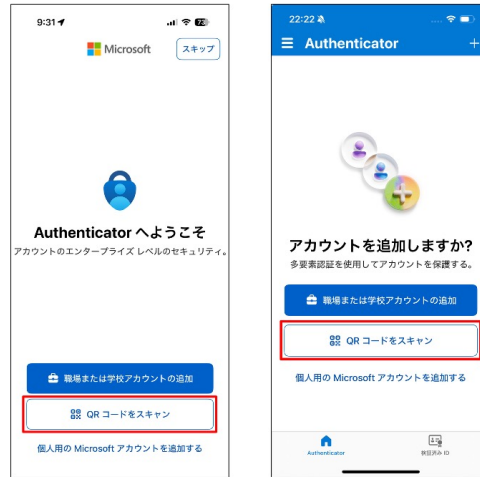 9:31
Microsoft
スキップ
Authenticator へようこそ
アカウントのエンタープライズ レベルのセキュリティ。
職場または学校アカウントの追加
QR コードをスキャン
個人用の Microsoft アカウントを追加する
22:22
Authenticator
アカウントを追加しますか?
多要素認証を使用してアカウントを保護する。
職場または学校アカウントの追加
QR コードをスキャン
個人用の Microsoft アカウントを追加する
Authenticator
検証済み ID